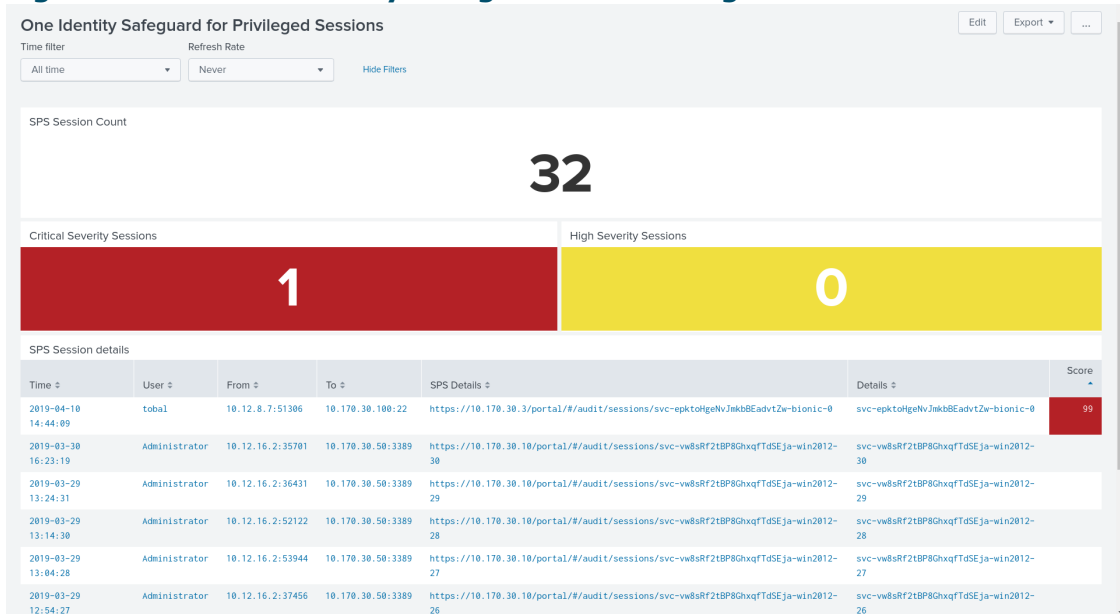 One Identity Safeguard for Privileged Sessions
Edit
Export
...
Time filter
Refresh Rate
All time
Never
Hide Filters
SPS Session Count
32
Critical Severity Sessions
High Severity Sessions
1
0
SPS Session details
Time User From To SPS Details Details Score
2019-04-10 tobal 10.12.8.7:51306 10.170.30.100:22 https://10.170.30.3/portal/#/audit/sessions/svc-epktoHgeNvJmkbBEadvtZw-bionic-0 svc-epktoHgeNvJmkbBEadvtZw-bionic-0 99
14:44:09
2019-03-30 Administrator 10.12.16.2:35701 10.170.30.50:3389 https://10.170.30.10/portal/#/audit/sessions/svc-vw8sRf2tBP8GhxqfTdSEja-win2012- svc-vw8sRf2tBP8GhxqfTdSEja-win2012-
16:23:19 30 30
2019-03-29 Administrator 10.12.16.2:36431 10.170.30.50:3389 https://10.170.30.10/portal/#/audit/sessions/svc-vw8sRf2tBP8GhxqfTdSEja-win2012- svc-vw8sRf2tBP8GhxqfTdSEja-win2012-
13:24:31 29 29
2019-03-29 Administrator 10.12.16.2:52122 10.170.30.50:3389 https://10.170.30.10/portal/#/audit/sessions/svc-vw8sRf2tBP8GhxqfTdSEja-win2012- svc-vw8sRf2tBP8GhxqfTdSEja-win2012-
13:14:30 28 28
2019-03-29 Administrator 10.12.16.2:53944 10.170.30.50:3389 https://10.170.30.10/portal/#/audit/sessions/svc-vw8sRf2tBP8GhxqfTdSEja-win2012- svc-vw8sRf2tBP8GhxqfTdSEja-win2012-
13:04:28 27 27
2019-03-29 Administrator 10.12.16.2:37456 10.170.30.50:3389 https://10.170.30.10/portal/#/audit/sessions/svc-vw8sRf2tBP8GhxqfTdSEja-win2012- svc-vw8sRf2tBP8GhxqfTdSEja-win2012-
12:54:27 26 26